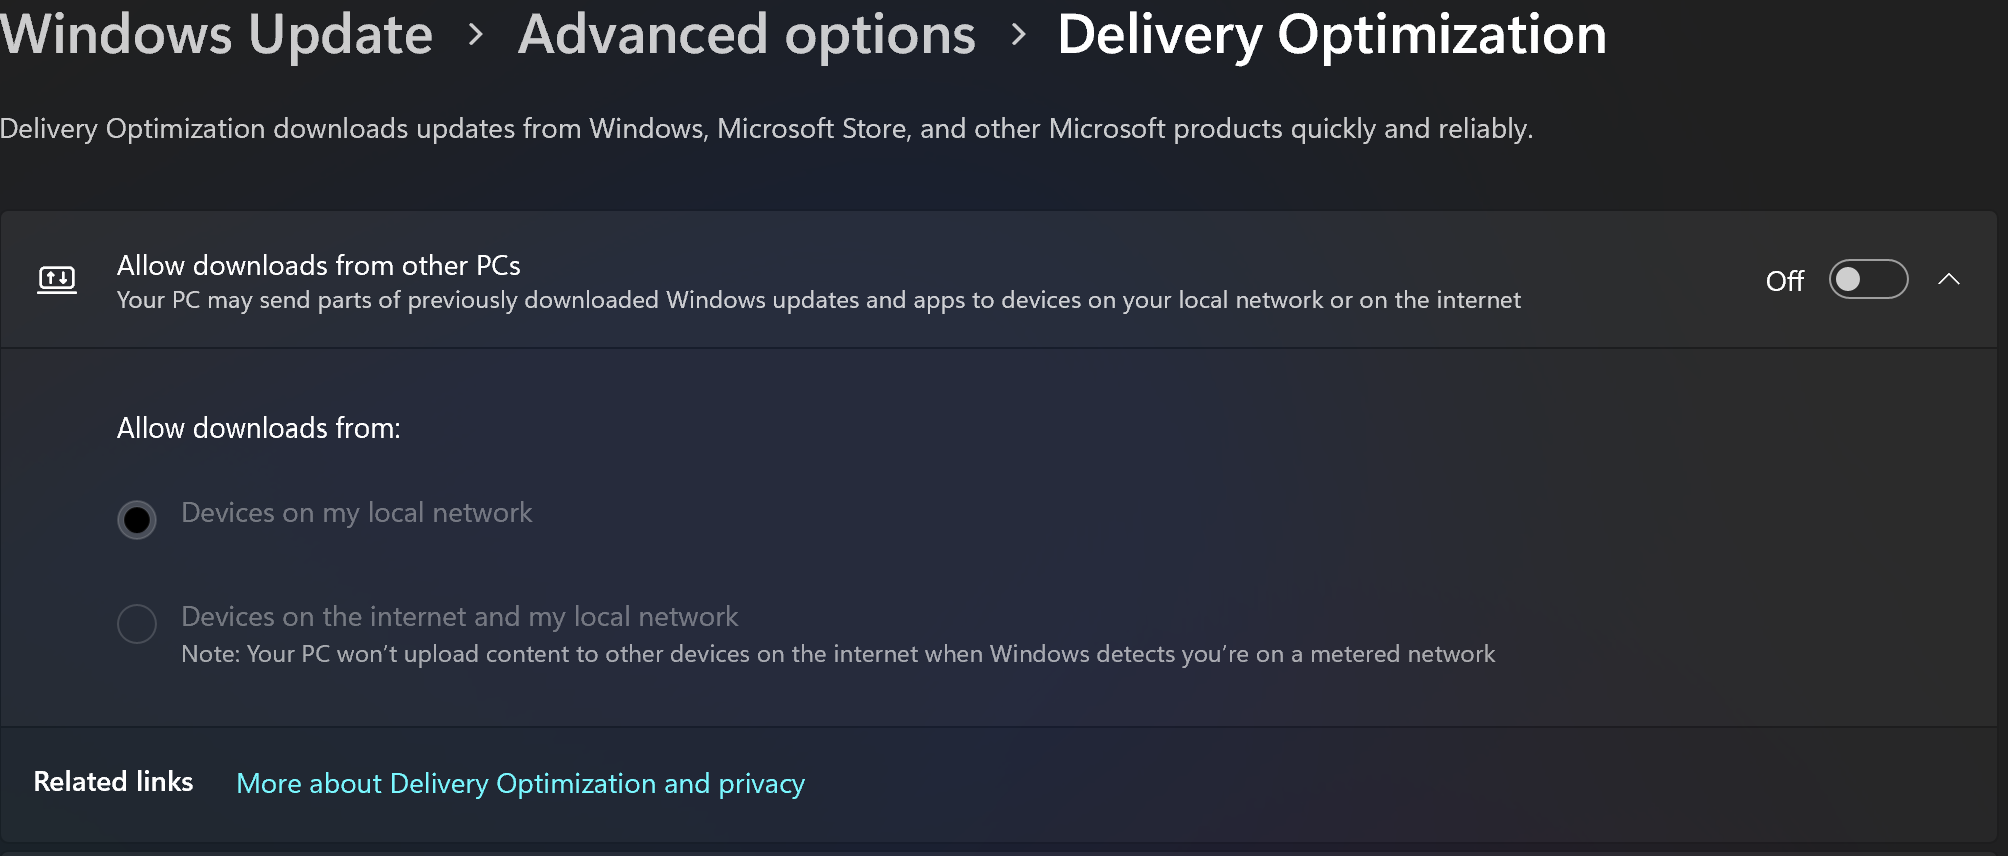 Windows Update > Advanced options > Delivery Optimization
Delivery Optimization downloads updates from Windows, Microsoft Store, and other Microsoft products quickly and reliably.
Allow downloads from other PCs
Your PC may send parts of previously downloaded Windows updates and apps to devices on your local network or on the internet
Off
Allow downloads from:
Devices on my local network
Devices on the internet and my local network
Note: Your PC won’t upload content to other devices on the internet when Windows detects you’re on a metered network
Related links
More about Delivery Optimization and privacy